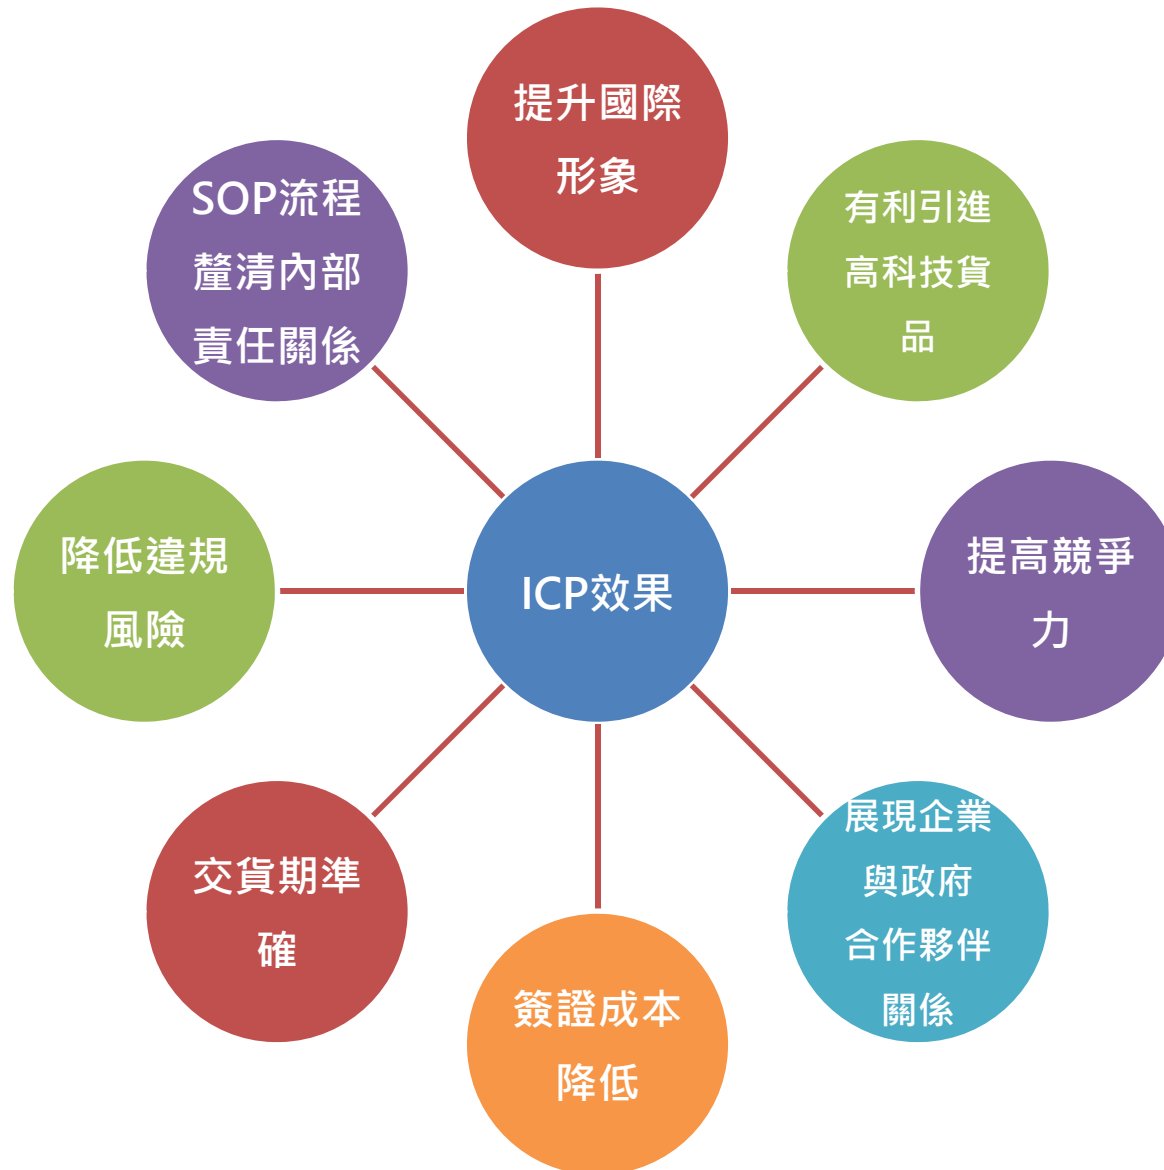 提升國際
形象
有利引進
高科技貨
品
提高競爭
力
展現企業
與政府
合作夥伴
關係
簽證成本
降低
交貨期準
確
降低違規
風險
SOP流程
釐清內部
責任關係
ICP效果